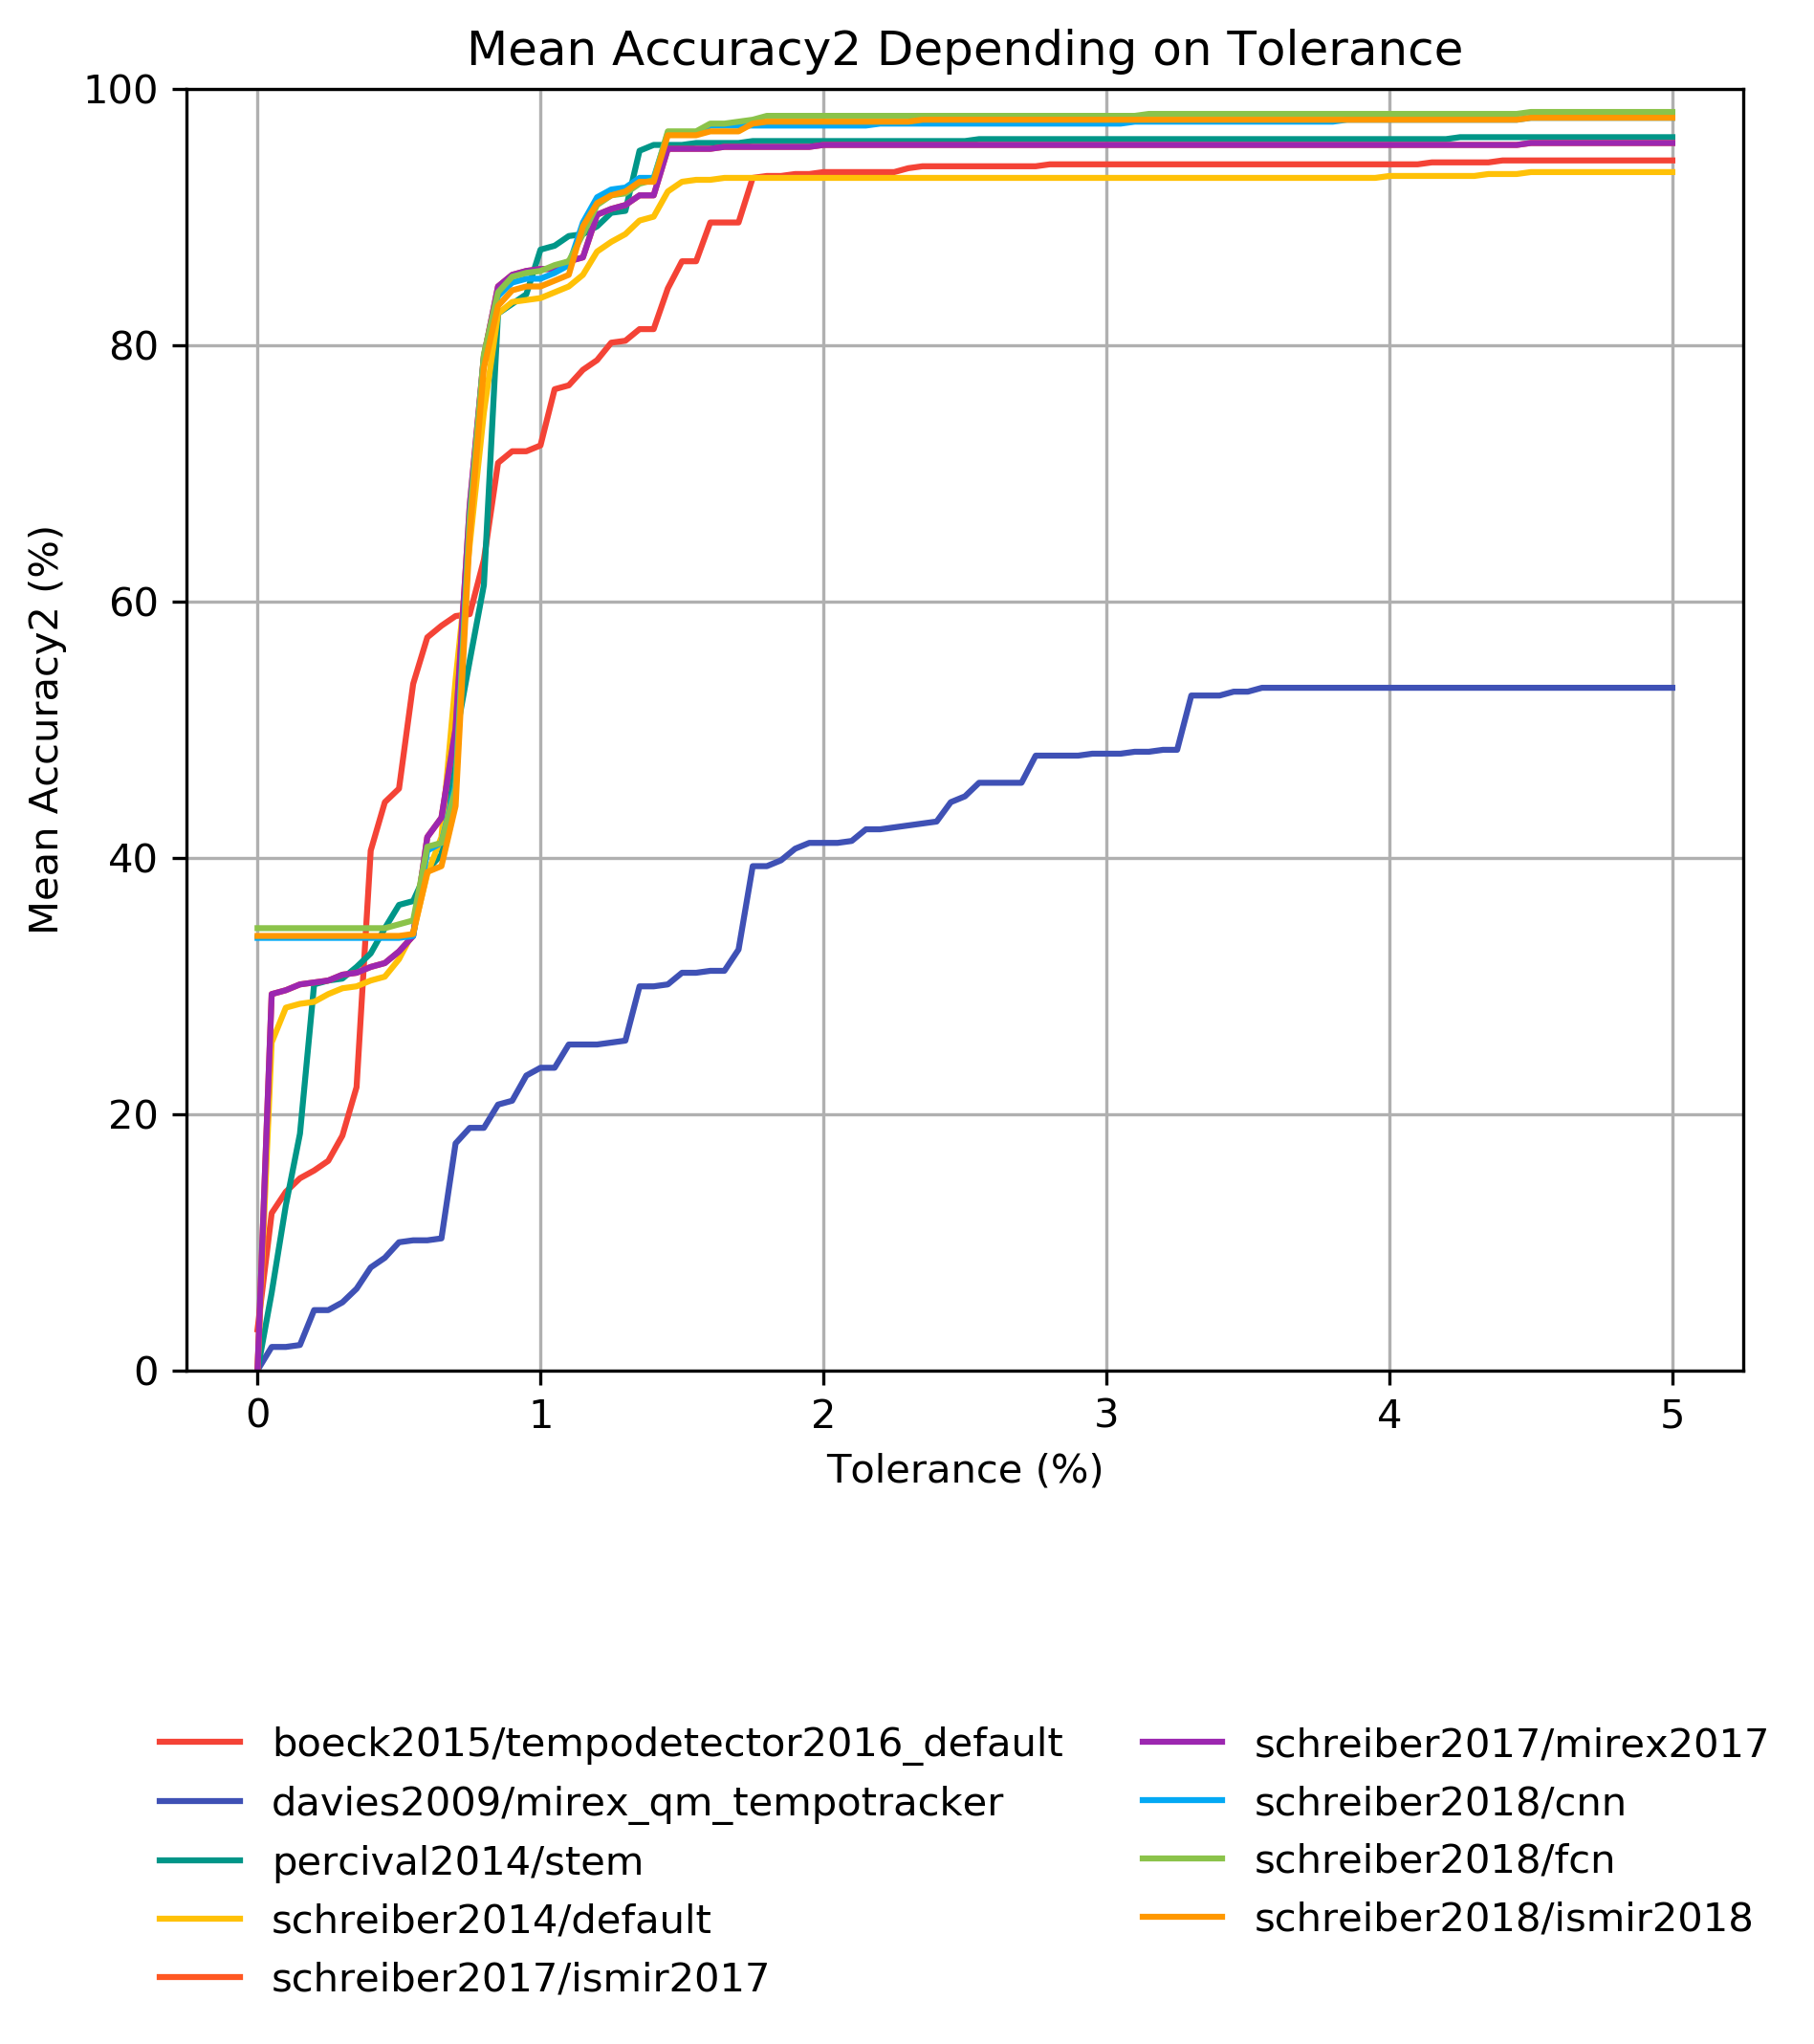 Mean Accuracy2 Depending on Tolerance
100
80
60
40
20
0
Mean Accuracy2 (%)
0 1 2 3 4 5
Tolerance (%)
boeck2015/tempodetector2016_default
davies2009/mirex_qm_tempotracker
percival2014/stem
schreiber2014/default
schreiber2017/ismir2017
schreiber2017/mirex2017
schreiber2018/cnn
schreiber2018/fcn
schreiber2018/ismir2018